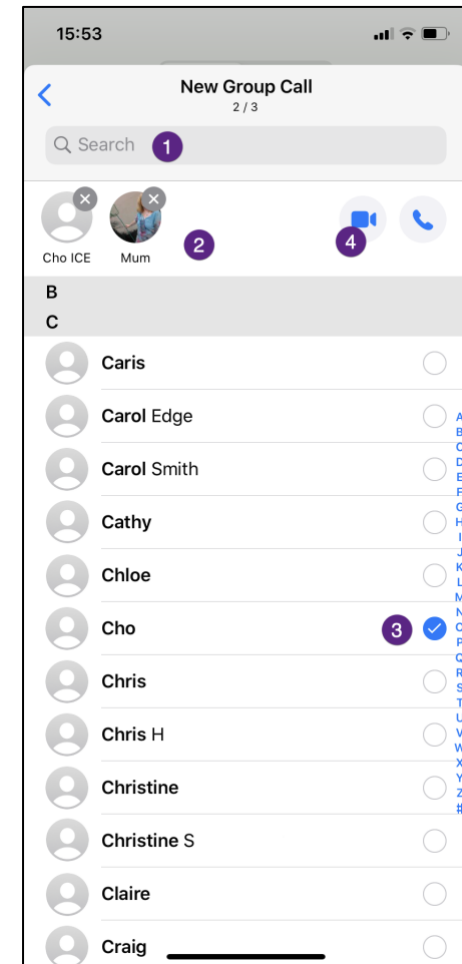 15:53
New Group Call
2 / 3
Search 1
Cho ICE Mum 2
4
B
C
Caris
Carol Edge
Carol Smith
Cathy
Chloe
Cho 3
Chris
Chris H
Christine
Christine S
Claire
Craig
A
B
C
D
E
F
G
H
I
J
K
L
M
N
O
P
Q
R
S
T
U
V
W
X
Y
Z
#